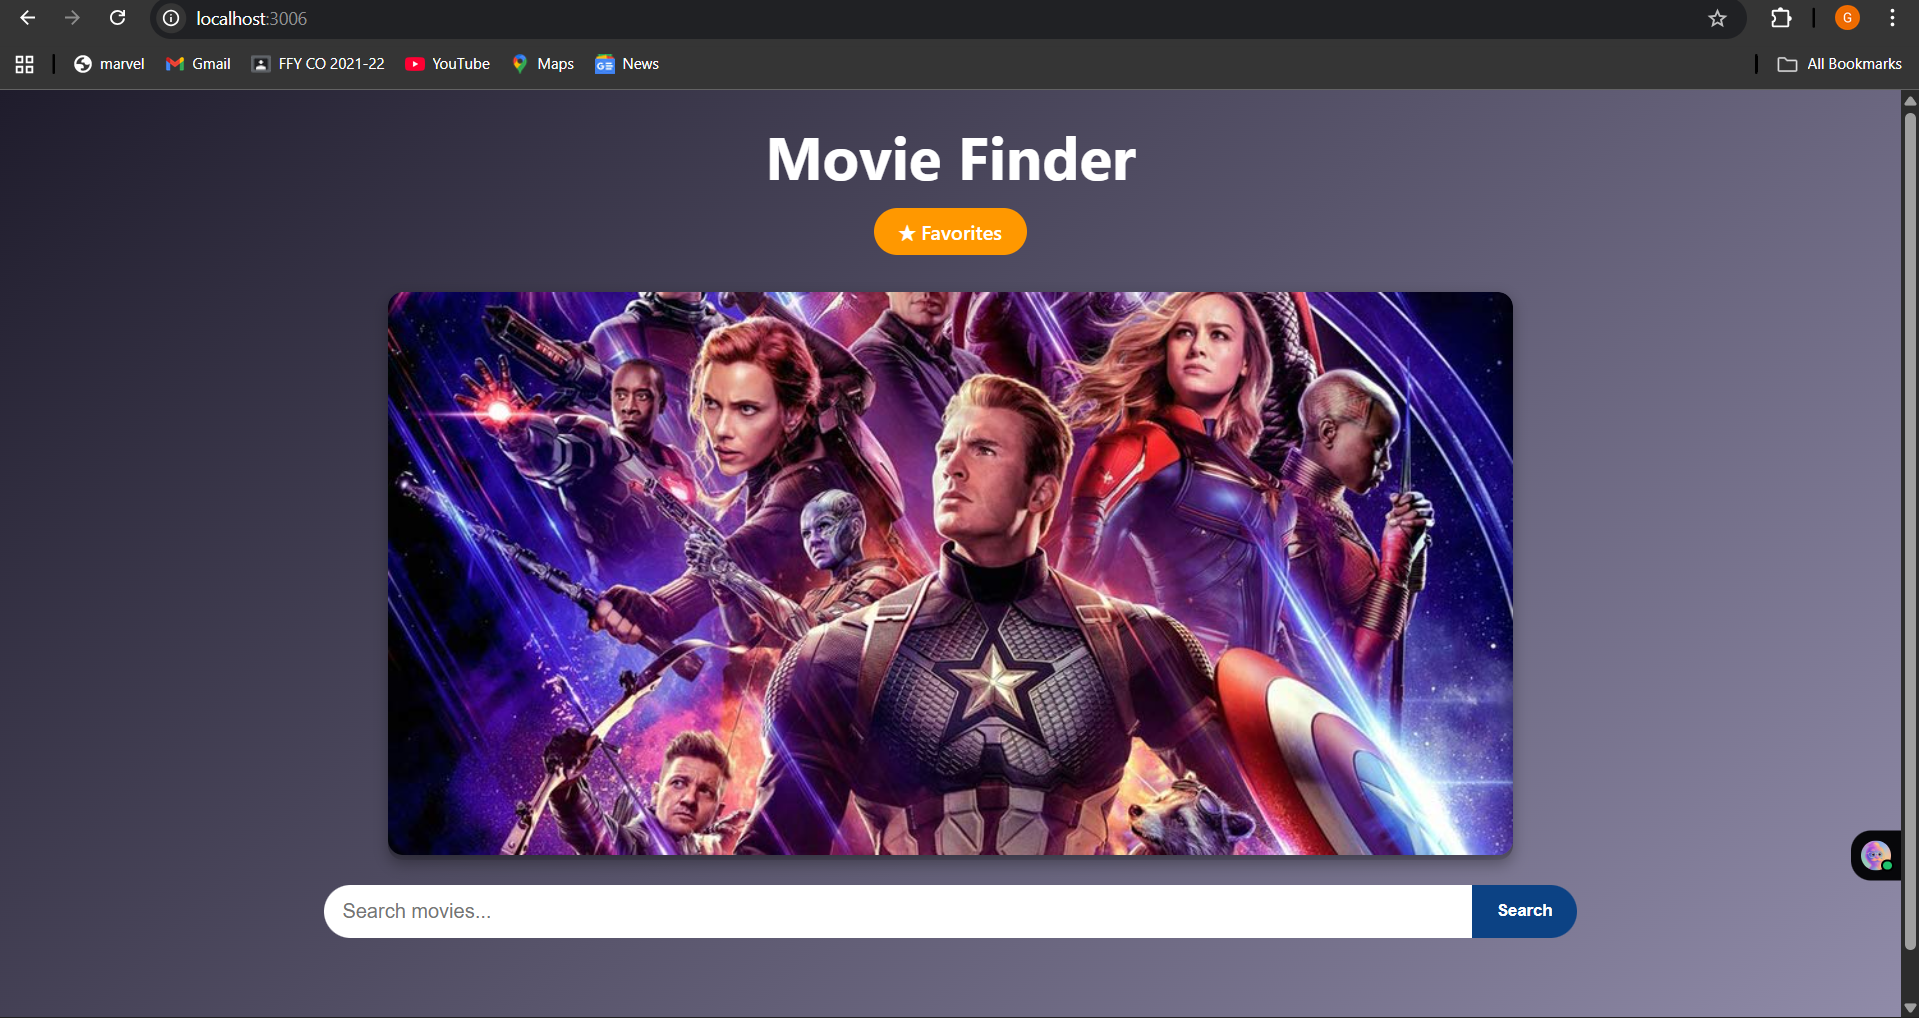 localhost:3006
G
marvel Gmail FFY CO 2021-22 YouTube Maps News All Bookmarks
Movie Finder
★ Favorites
Search movies... Search